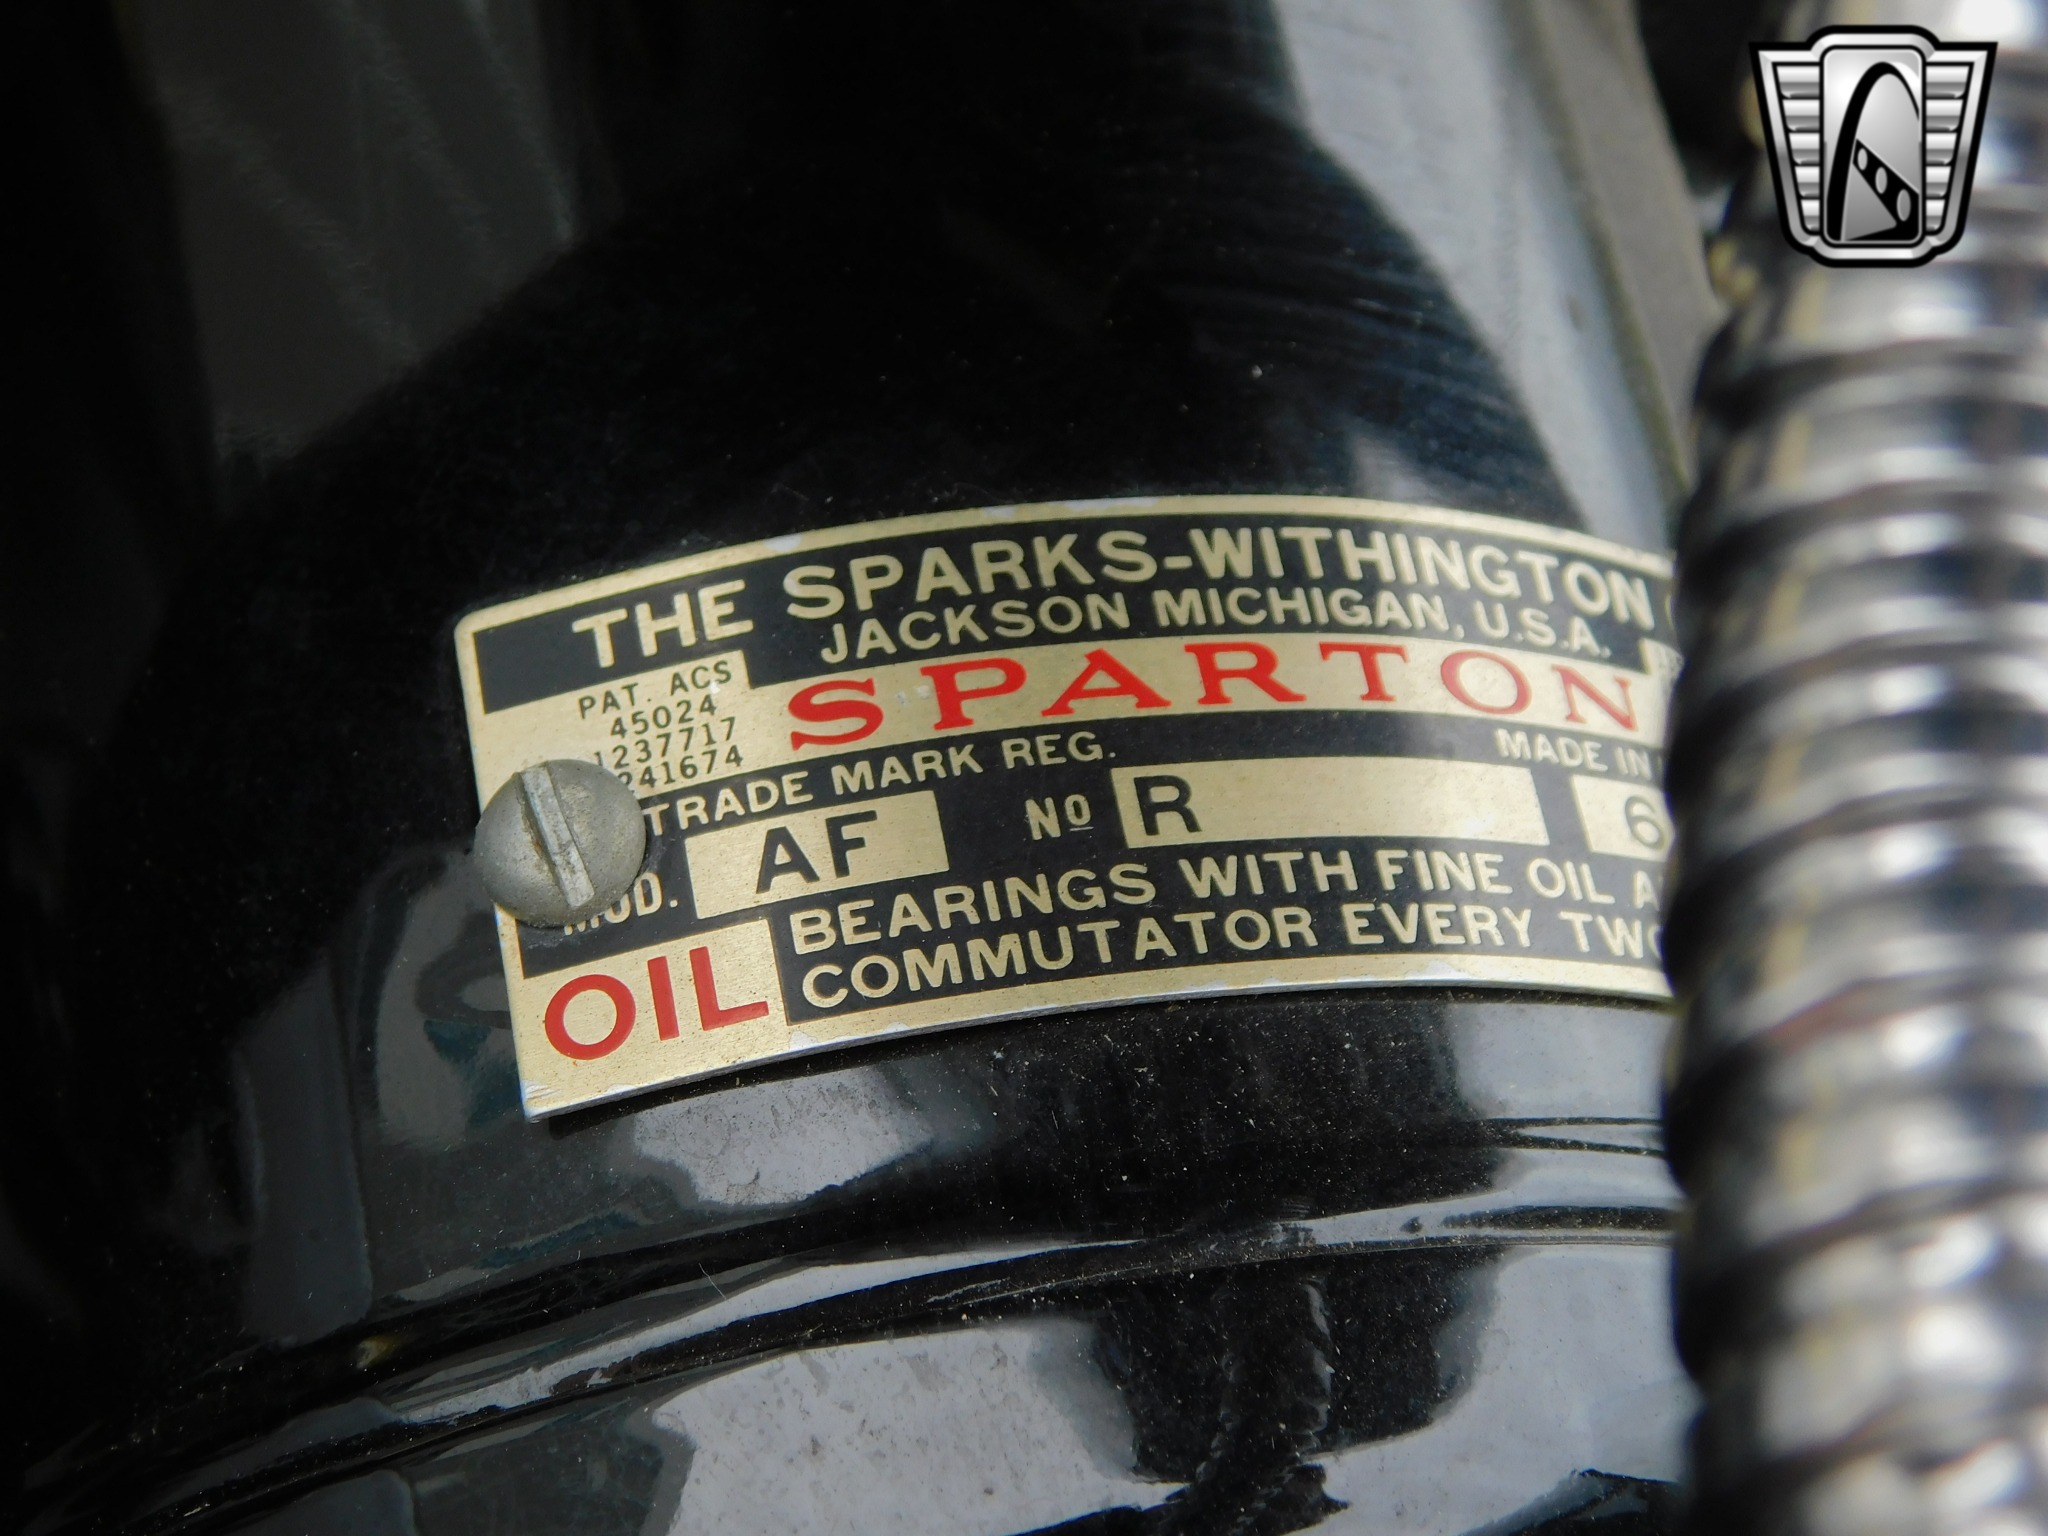 THE SPARKS-WITHINGTON
JACKSON MICHIGAN, U.S.A.
PAT. ACS
45024
1237717
241674
SPARTON
TRADE MARK REG.
MADE IN
MOD. AF No R 6
OIL
BEARINGS WITH FINE OIL
COMMUTATOR EVERY TWO